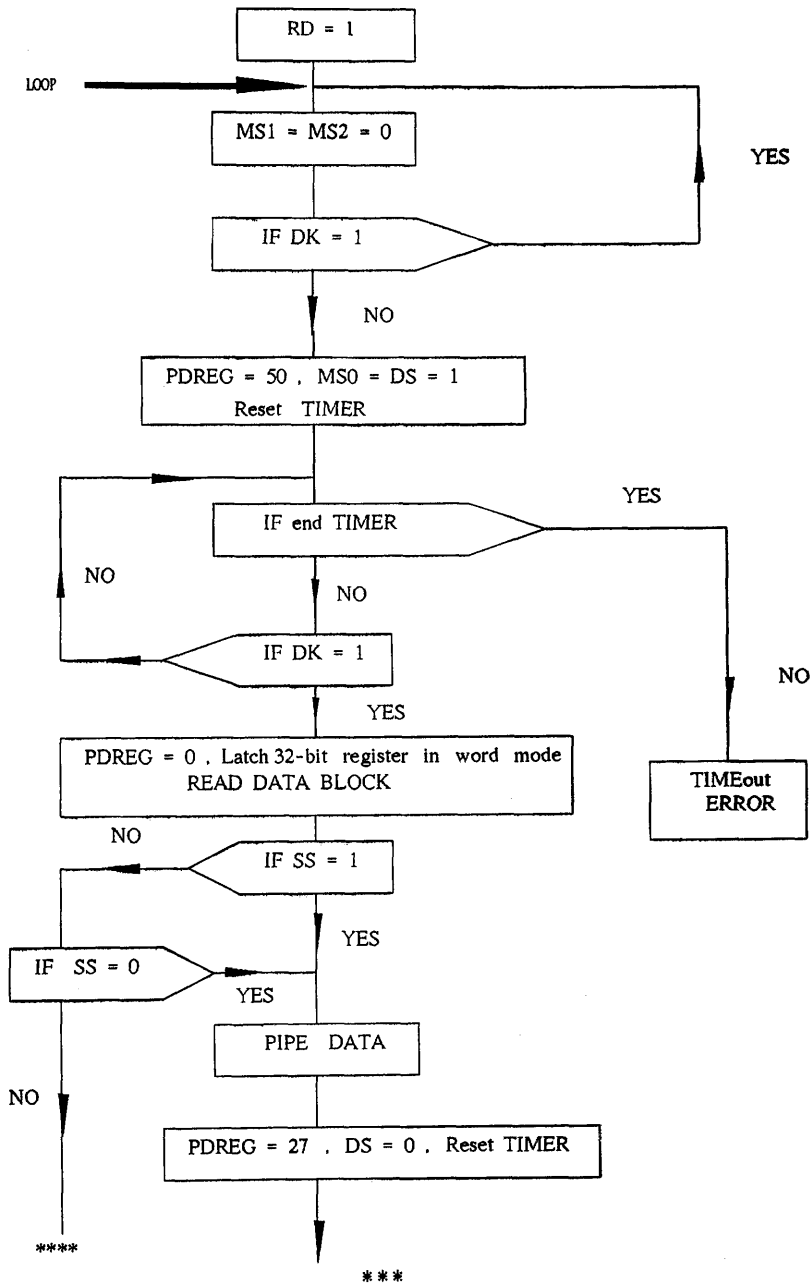 RD = 1
LOOP
MS1 = MS2 = 0
YES
IF DK = 1
NO
PDREG = 50 , MS0 = DS = 1
Reset TIMER
YES
IF end TIMER
NO
NO
IF DK = 1
NO
YES
PDREG = 0 , Latch 32-bit register in word mode
READ DATA BLOCK
TIMEout
ERROR
NO
IF SS = 1
YES
IF SS = 0
YES
PIPE DATA
NO
PDREG = 27 , DS = 0 , Reset TIMER
****
***